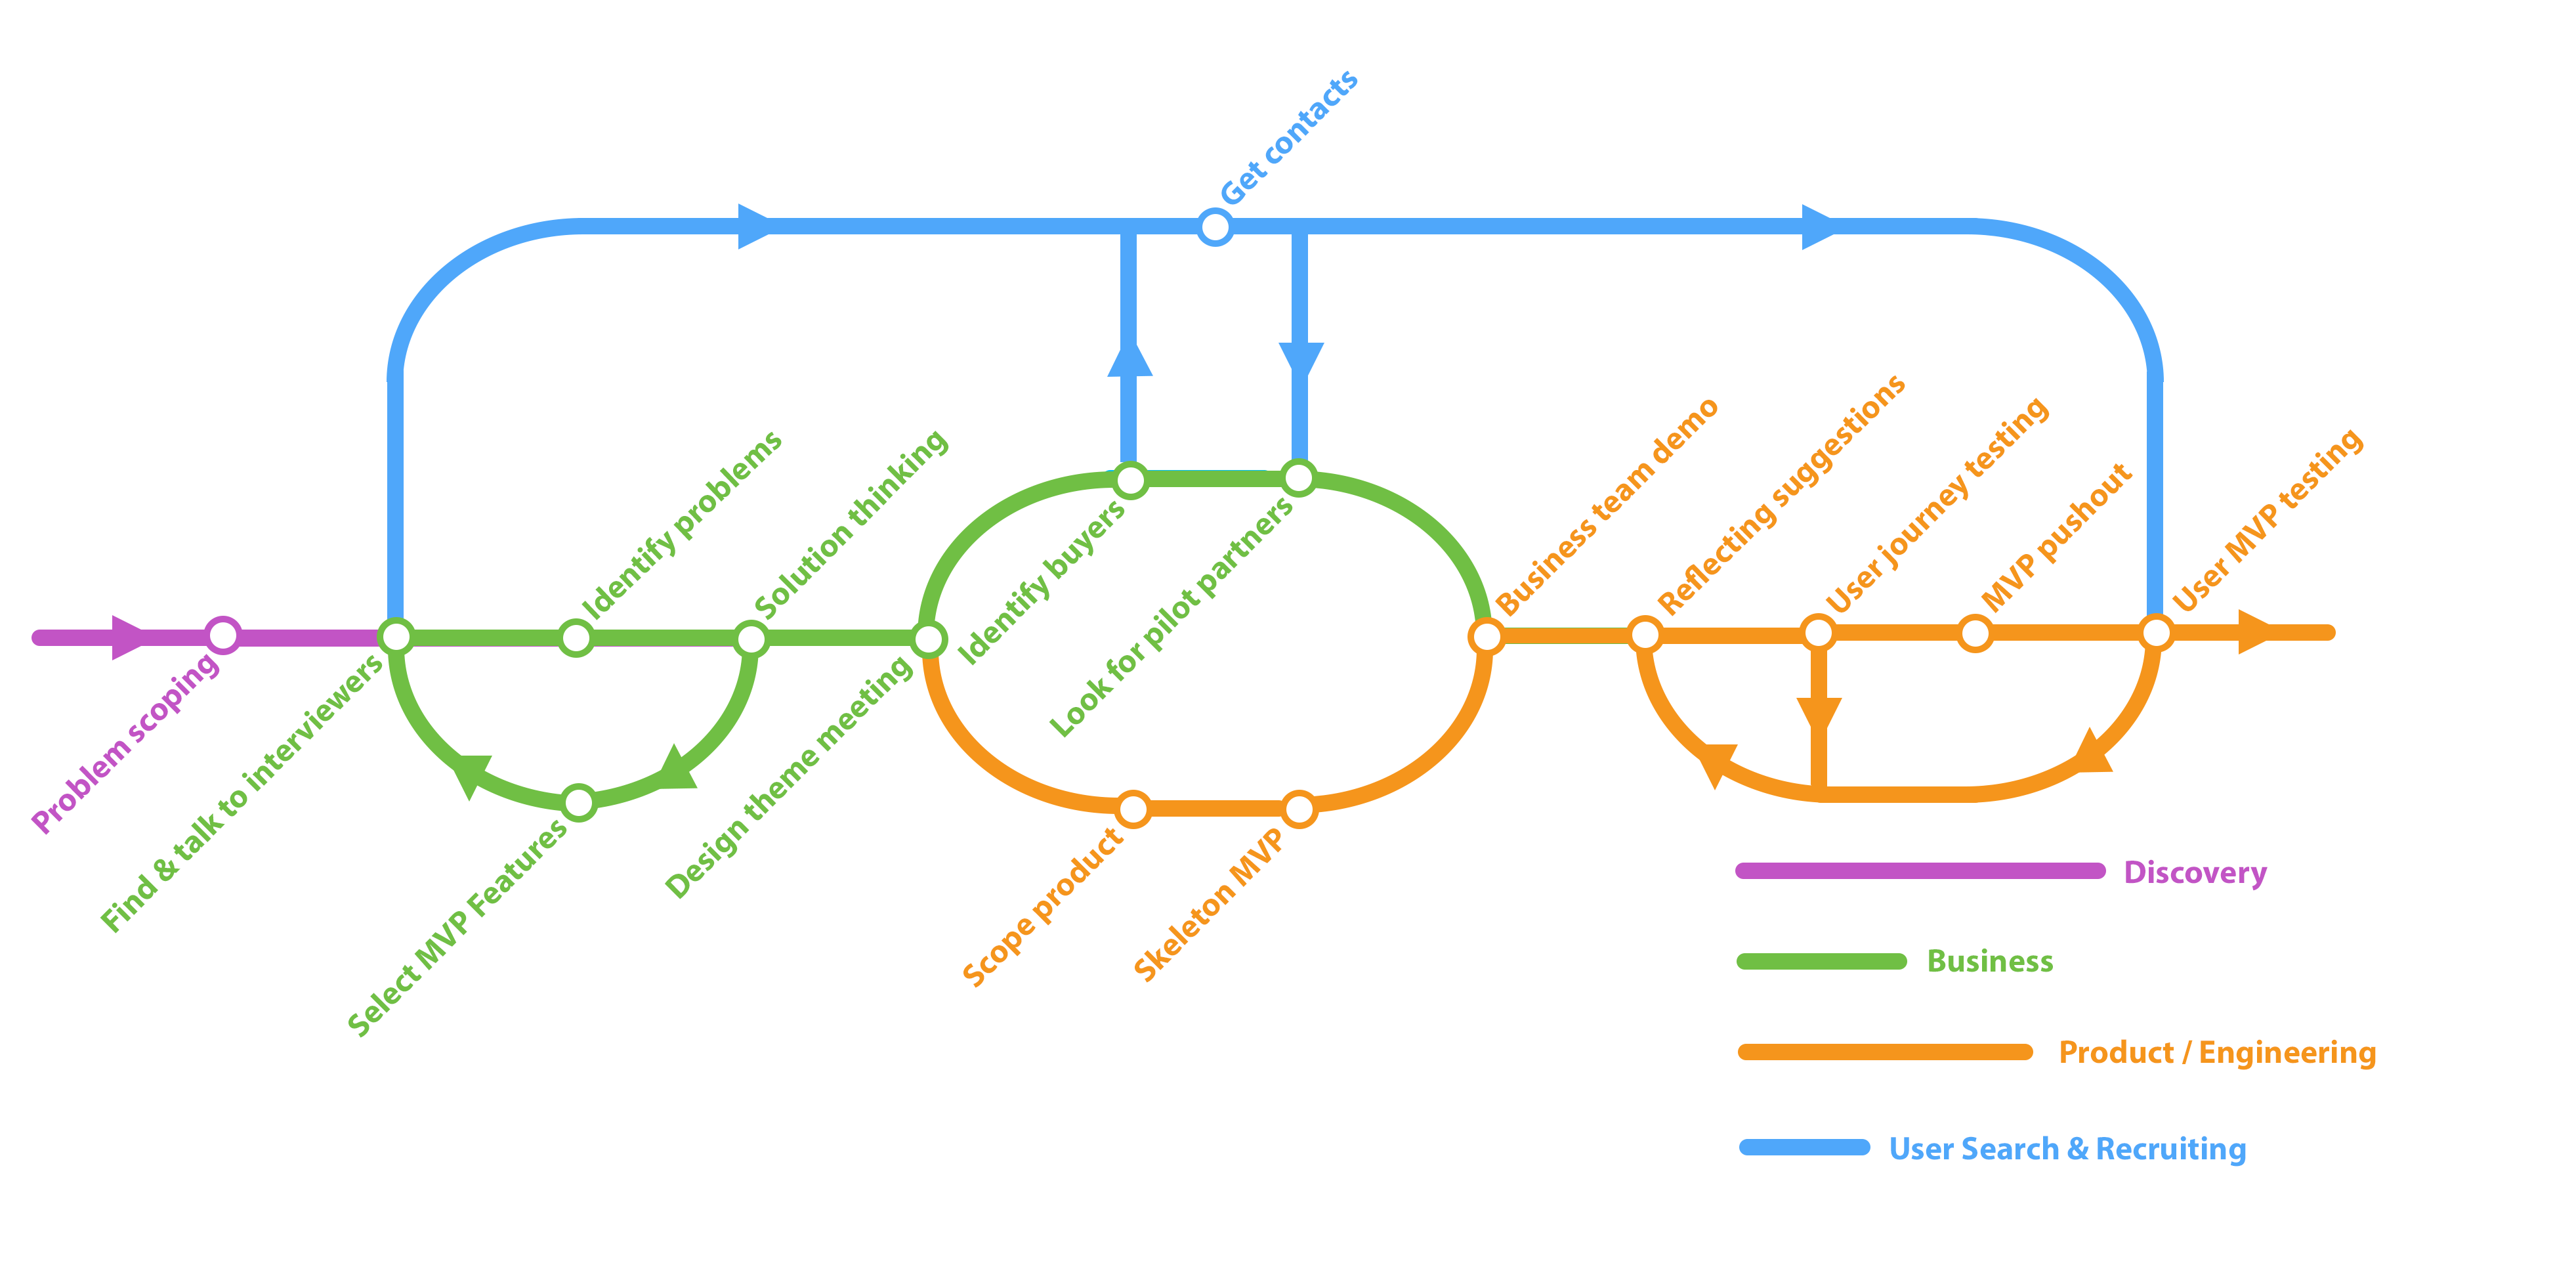 Get contacts
Problem scoping
Find & talk to interviewers
Identify problems
Solution thinking
Select MVP Features
Design theme meeting
Identify buyers
Look for pilot partners
Scope product
Skeleton MVP
Business team demo
Reflecting suggestions
User journey testing
MVP pushout
User MVP testing
Discovery
Business
Product / Engineering
User Search & Recruiting